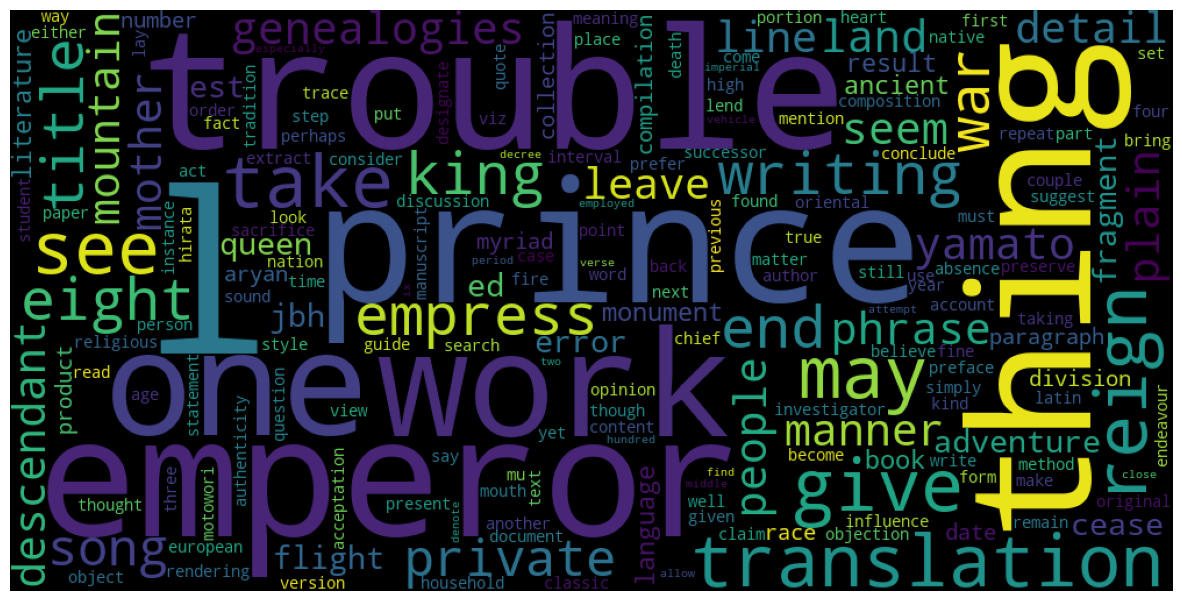 trouble
l prince
one work
emperor
thing
translation
genealogies
line land
detail
title
mountain
mother
literature
number
way
either
lay
est
order
fact
trace
step
perhaps
tradition
especially
put
designate
quote
viz
meaning
place
collection
compilation
portion
death
heart
come
high
lend
imperial
vehicle
first
native
set
result
ancient
composition
mention
war
four
repeat part
bring
seem
conclude
successor
prefer
interval
decree
extract
consider
act
student
paper
take
king
leave
writing
discussion
employed
found
couple
oriental
suggest
must
fragment
plain
see
instance
hirata
look
sacrifice
queen
nation
aryan
time
manuscript
myriad
case
period
verse
ix
point
word
back
previous
true
matter
author
still
use
year
absence
preserve
yamato
eight
person
sound
fire
ed
next
jbh
empress
monument
account
attempt
taking
religious
style
guide
search
error
chief
end
phrase
paragraph
believe
fine
preface
latin
simply
kind
division
reign
descendant
product
read
age
statement
question
view
authenticity
two
opinion
though
content
yet
hundred
people
may
investigator
manner
become
adventure
book
write
endeavour
song
thought
three
motowori
acceptation
say
present
mu
mouth
text
find
middle
denote
another
document
language
well
given
give
form
method
make
close
original
influence
claim
race
objection
date
remain
cease
european
object
rendering
version
flight
private
household
classic
allow